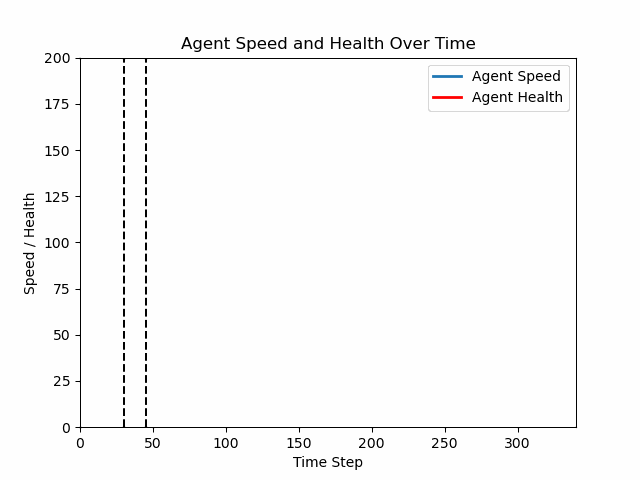 Agent Speed and Health Over Time
200
175
150
125
100
75
50
25
0
Speed / Health
Agent Speed
Agent Health
0 50 100 150 200 250 300
Time Step